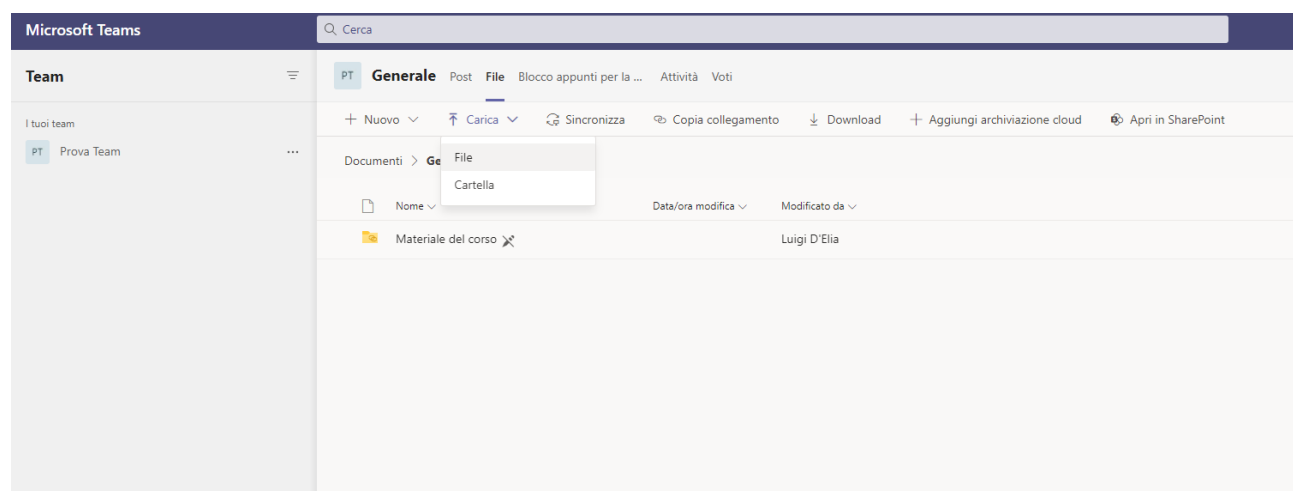 Microsoft Teams
Cerca
Team
PT Generale Post File Blocco appunti per la ... Attività Voti
I tuoi team
PT Prova Team ...
+ Nuovo Carica Sincronizza Copia collegamento Download + Aggiungi archiviazione cloud Apri in SharePoint
File
Cartella
Documenti > Ge
Nome Data/ora modifica Modificato da
Materiale del corso Luigi D'Elia